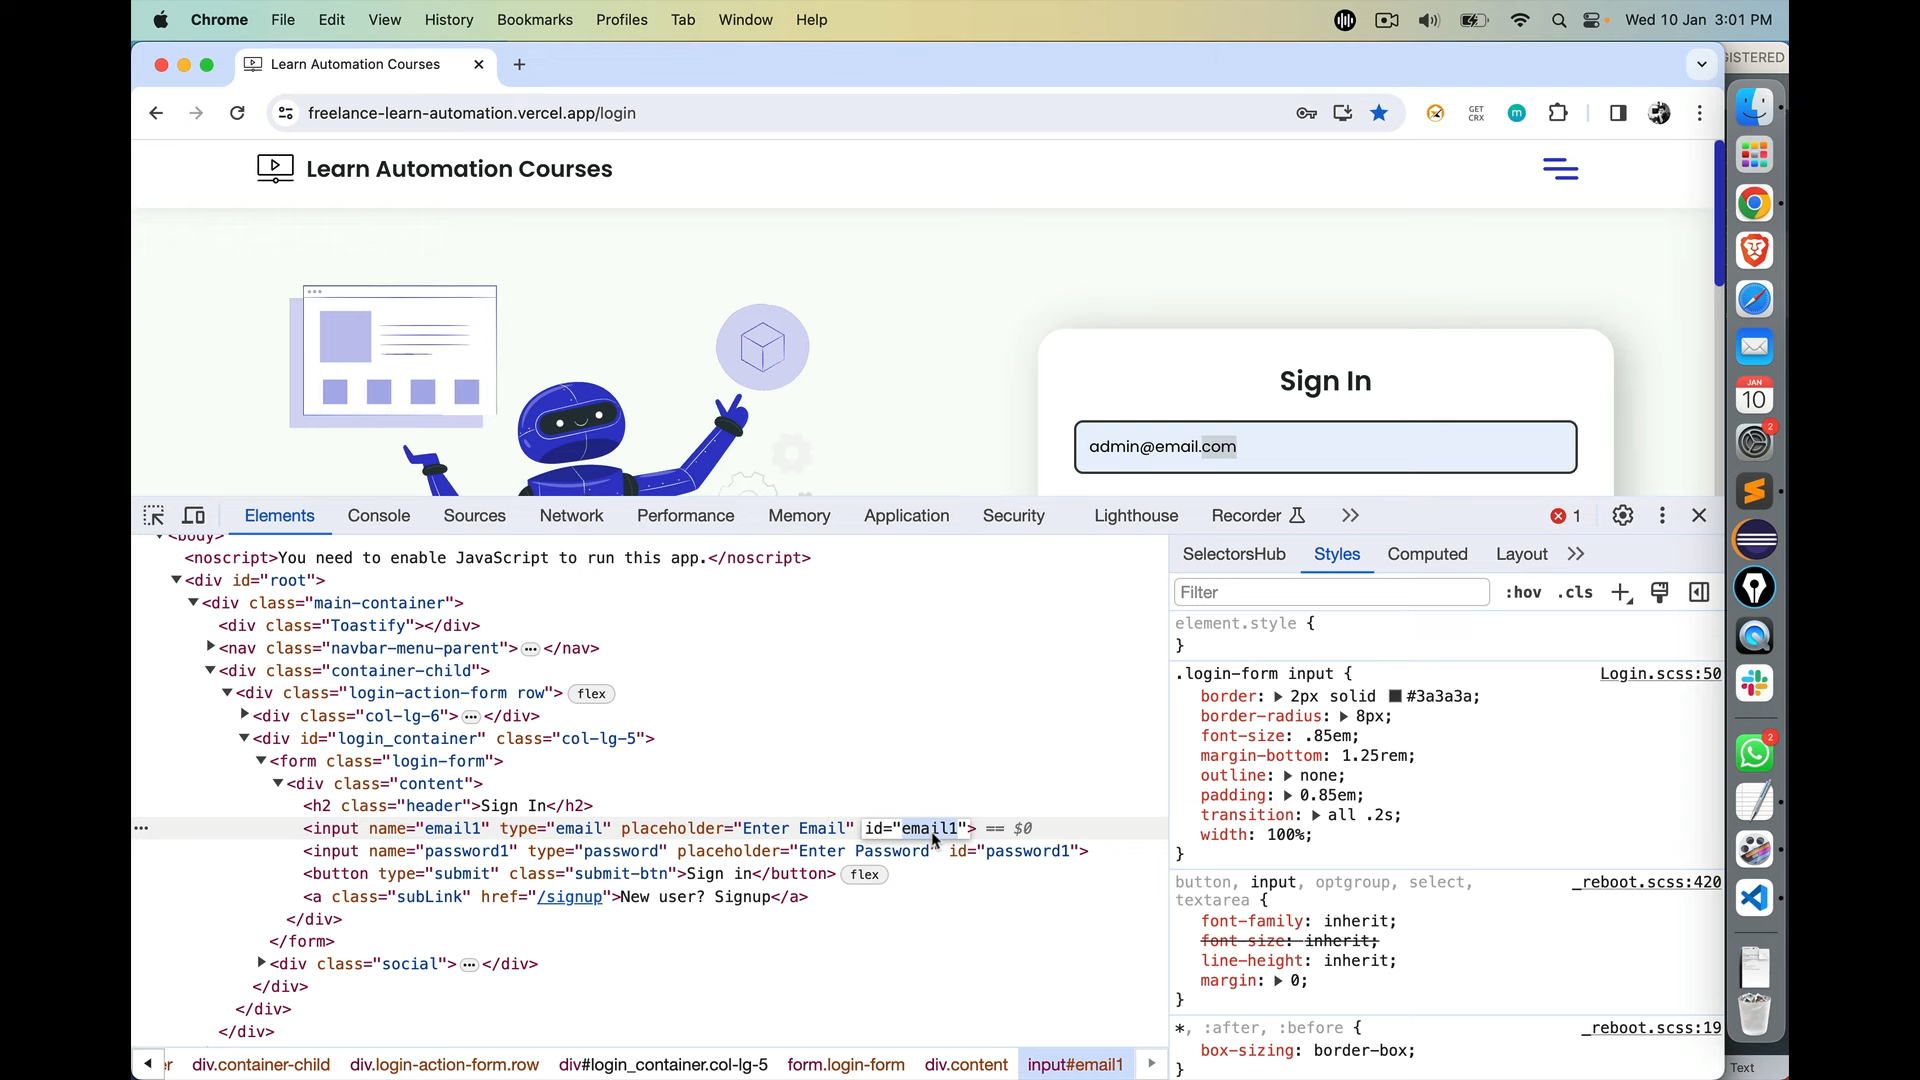 Chrome File Edit View History Bookmarks Profiles Tab Window Help Wed 10 Jan 3:01 PM
Learn Automation Courses
GISTERED
freelance-learn-automation.vercel.app/login
GET CRX
m
Learn Automation Courses
Sign In
admin@email.com
Elements Console Sources Network Performance Memory Application Security Lighthouse Recorder 1
<body>
<noscript>You need to enable JavaScript to run this app.</noscript>
<div id="root">
<div class="main-container">
<div class="Toastify"></div>
<nav class="navbar-menu-parent"> … </nav>
<div class="container-child">
<div class="login-action-form row"> flex
<div class="col-lg-6"> … </div>
<div id="login_container" class="col-lg-5">
<form class="login-form">
<div class="content">
<h2 class="header">Sign In</h2>
<input name="email1" type="email" placeholder="Enter Email" id="email1"> == $0
<input name="password1" type="password" placeholder="Enter Password" id="password1">
<button type="submit" class="submit-btn">Sign in</button> flex
<a class="subLink" href="/signup">New user? Signup</a>
</div>
</form>
<div class="social"> … </div>
</div>
</div>
</div>
er div.container-child div.login-action-form.row div#login_container.col-lg-5 form.login-form div.content input#email1
SelectorsHub Styles Computed Layout
Filter :hov .cls
element.style {
}
.login-form input { Login.scss:50
border: 2px solid #3a3a3a;
border-radius: 8px;
font-size: .85em;
margin-bottom: 1.25rem;
outline: none;
padding: 0.85em;
transition: all .2s;
width: 100%;
}
button, input, optgroup, select, _reboot.scss:420
textarea {
font-family: inherit;
font-size: inherit;
line-height: inherit;
margin: 0;
}
*, :after, :before { _reboot.scss:19
box-sizing: border-box;
}
JAN
10
2
2
Text